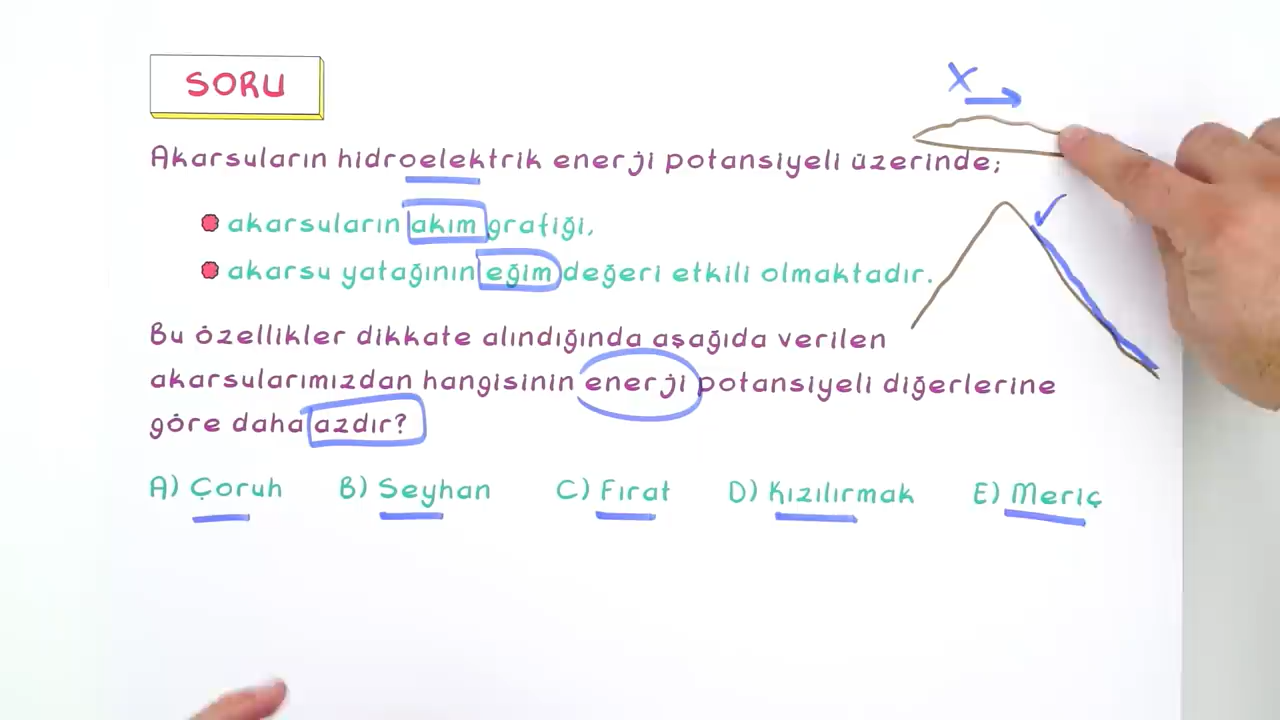 SORU
X
Akarsuların hidroelektrik enerji potansiyeli üzerinde;
akarsuların akım grafiği,
akarsu yatağının eğim değeri etkili olmaktadır.
Bu özellikler dikkate alındığında aşağıda verilen
akarsularımızdan hangisinin enerji potansiyeli diğerlerine
göre daha azdır?
A) Çoruh B) Seyhan C) Fırat D) Kızılırmak E) Meriç